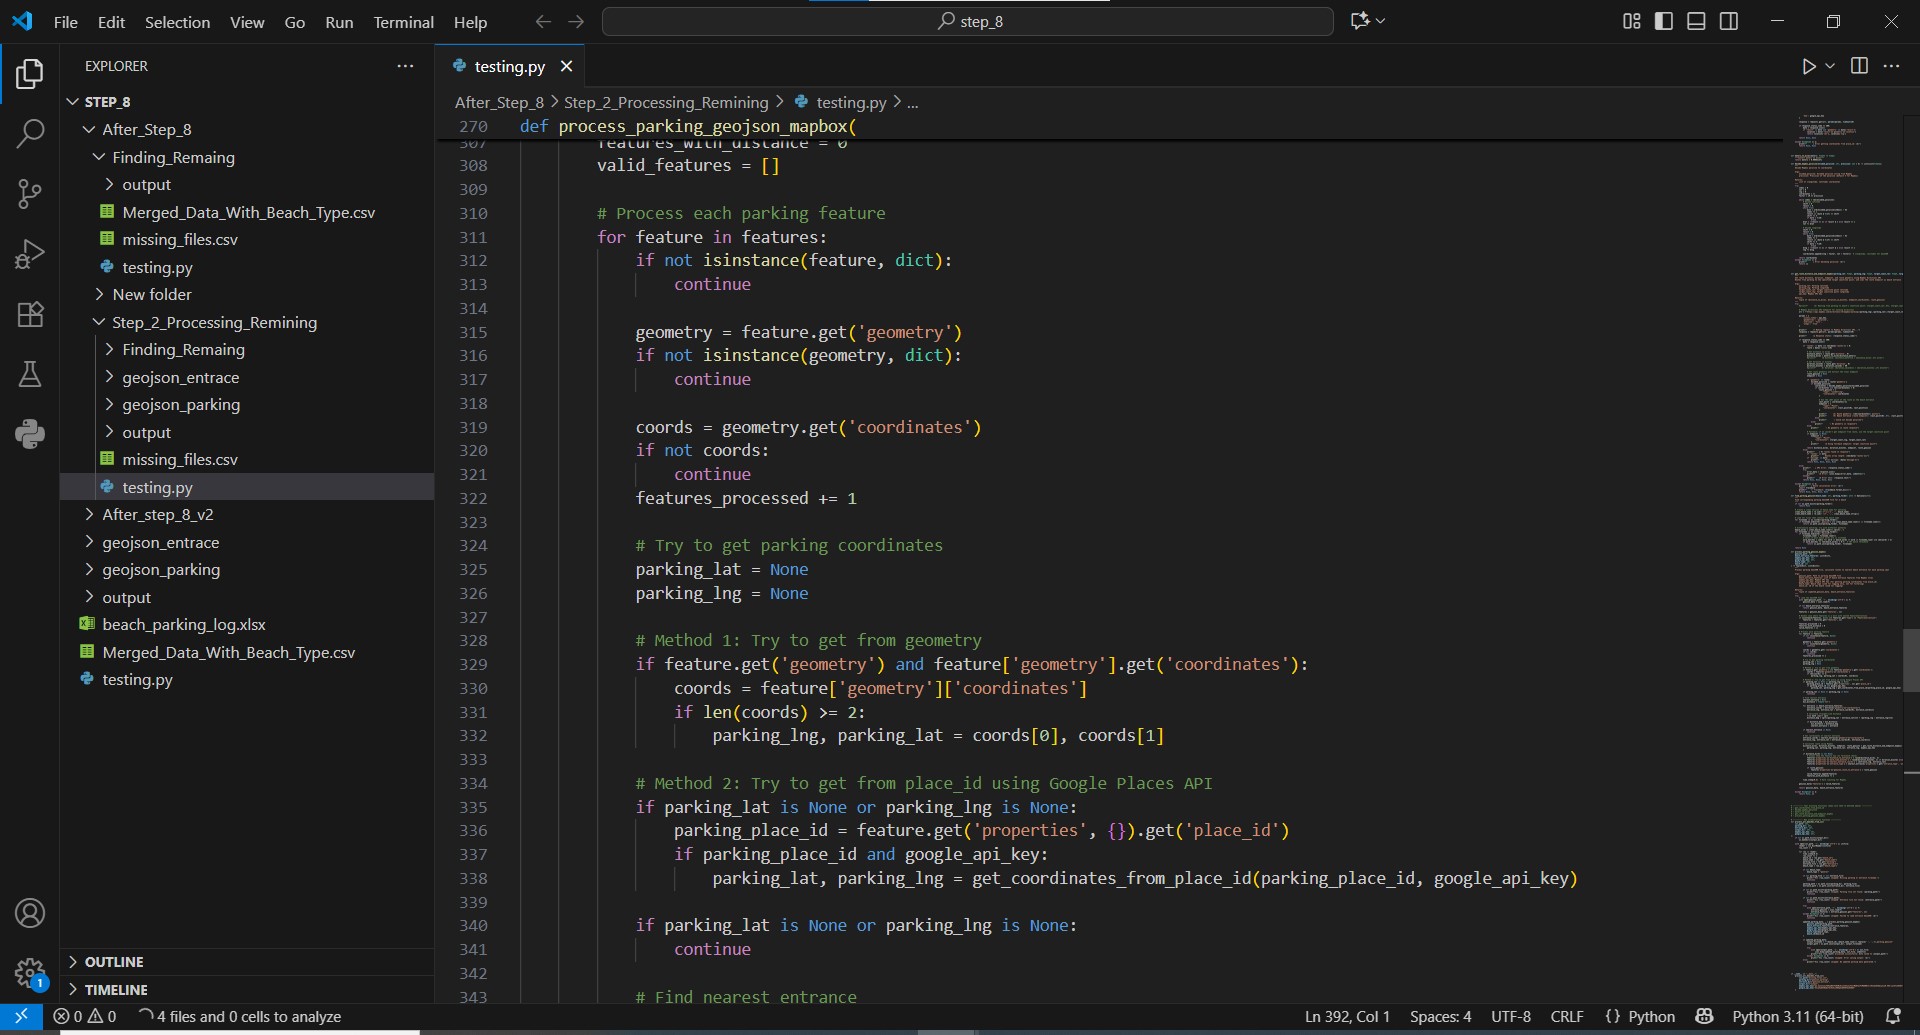 File Edit Selection View Go Run Terminal Help
step_8
EXPLORER
STEP_8
After_Step_8
Finding_Remaing
output
Merged_Data_With_Beach_Type.csv
missing_files.csv
testing.py
New folder
Step_2_Processing_Remining
Finding_Remaing
geojson_entrace
geojson_parking
output
missing_files.csv
testing.py
After_step_8_v2
geojson_entrace
geojson_parking
output
beach_parking_log.xlsx
Merged_Data_With_Beach_Type.csv
testing.py
OUTLINE
TIMELINE
testing.py
After_Step_8 > Step_2_Processing_Remining > testing.py > ...
270 def process_parking_geojson_mapbox(
307 features_with_distance = 0
308 valid_features = []
309
310 # Process each parking feature
311 for feature in features:
312 if not isinstance(feature, dict):
313 continue
314
315 geometry = feature.get('geometry')
316 if not isinstance(geometry, dict):
317 continue
318
319 coords = geometry.get('coordinates')
320 if not coords:
321 continue
322 features_processed += 1
323
324 # Try to get parking coordinates
325 parking_lat = None
326 parking_lng = None
327
328 # Method 1: Try to get from geometry
329 if feature.get('geometry') and feature['geometry'].get('coordinates'):
330 coords = feature['geometry']['coordinates']
331 if len(coords) >= 2:
332 parking_lng, parking_lat = coords[0], coords[1]
333
334 # Method 2: Try to get from place_id using Google Places API
335 if parking_lat is None or parking_lng is None:
336 parking_place_id = feature.get('properties', {}).get('place_id')
337 if parking_place_id and google_api_key:
338 parking_lat, parking_lng = get_coordinates_from_place_id(parking_place_id, google_api_key)
339
340 if parking_lat is None or parking_lng is None:
341 continue
342
343 # Find nearest entrance
1
0 0 4 files and 0 cells to analyze
Ln 392, Col 1 Spaces: 4 UTF-8 CRLF {} Python Python 3.11 (64-bit)